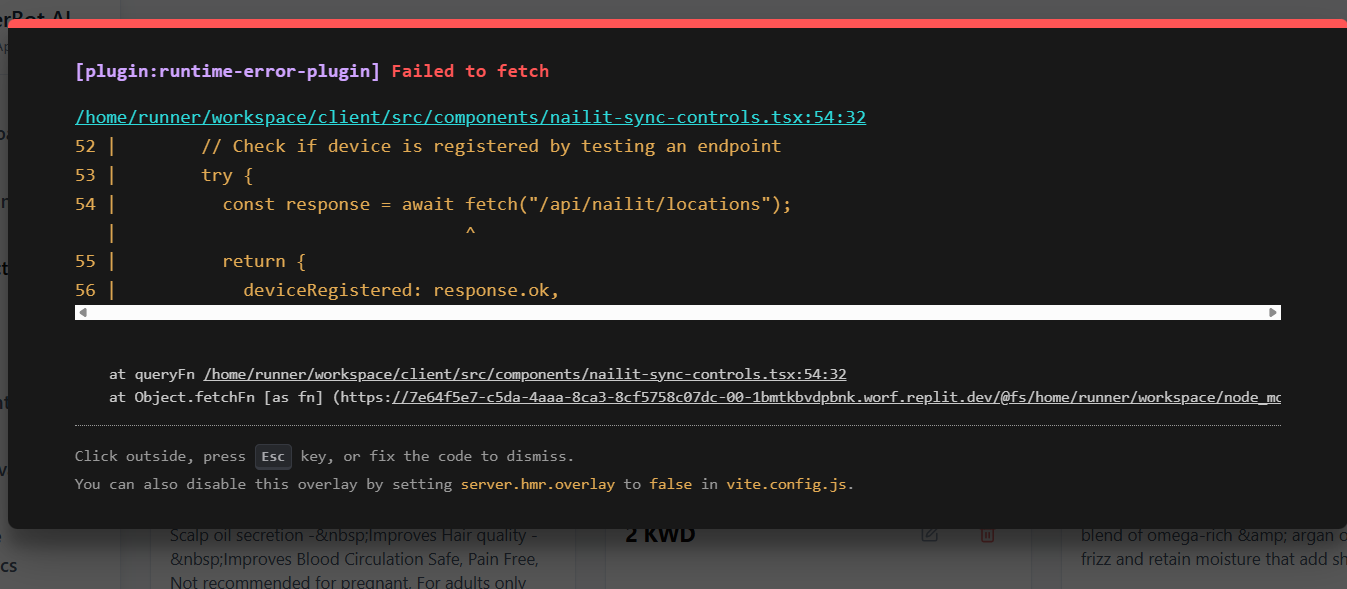 [plugin:runtime-error-plugin] Failed to fetch
/home/runner/workspace/client/src/components/nailit-sync-controls.tsx:54:32
52 |        // Check if device is registered by testing an endpoint
53 |        try {
54 |          const response = await fetch("/api/nailit/locations");
   |                                 ^
55 |          return {
56 |            deviceRegistered: response.ok,
at queryFn /home/runner/workspace/client/src/components/nailit-sync-controls.tsx:54:32
at Object.fetchFn [as fn] (https://7e64f5e7-c5da-4aaa-8ca3-8cf5758c07dc-00-1bmtkbvdpbnk.worf.replit.dev/@fs/home/runner/workspace/node_mo
Click outside, press Esc key, or fix the code to dismiss.
You can also disable this overlay by setting server.hmr.overlay to false in vite.config.js.
Scalp oil secretion -&nbsp;Improves Hair quality -
&nbsp;Improves Blood Circulation Safe, Pain Free,
Not recommended for pregnant. For adults only
2 KWD
blend of omega-rich &amp; argan
frizz and retain moisture that add